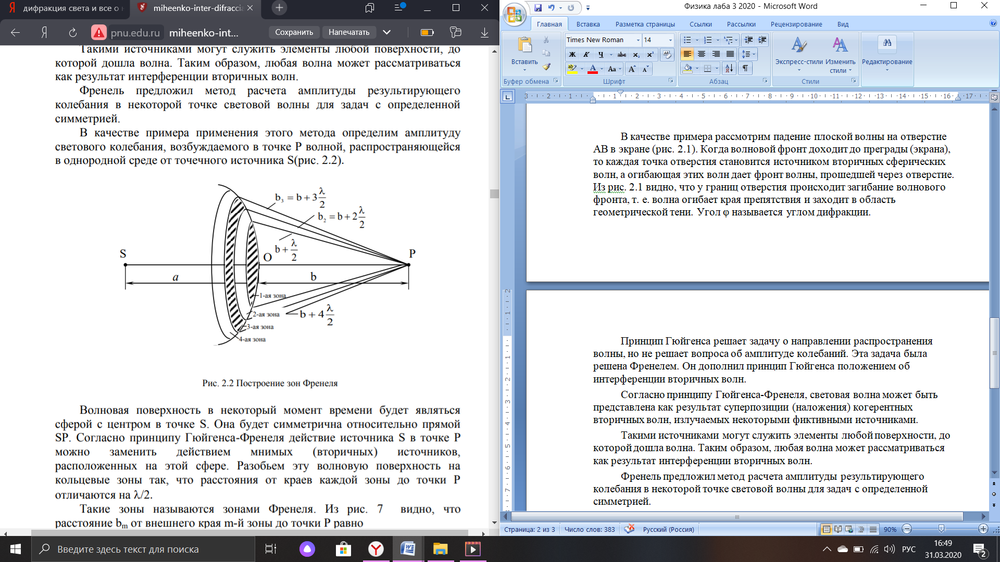 дифракция света и все о н
miheenko-inter-difraccia
pnu.edu.ru
miheenko-int...
Сохранить
Напечатать
Такими источниками могут служить элементы любой поверхности, до
которой дошла волна. Таким образом, любая волна может рассматриваться
как результат интерференции вторичных волн.
Френель предложил метод расчета амплитуды результирующего
колебания в некоторой точке световой волны для задач с определенной
симметрией.
В качестве примера применения этого метода определим амплитуду
светового колебания, возбуждаемого в точке P волной, распространяющейся
в однородной среде от точечного источника S(рис. 2.2).
b₃ = b + 3 λ/2
b₂ = b + 2 λ/2
b + λ/2
S
O
P
a
b
1-ая зона
2-ая зона
b + 4 λ/2
3-ая зона
4-ая зона
Рис. 2.2 Построение зон Френеля
Волновая поверхность в некоторый момент времени будет являться
сферой с центром в точке S. Она будет симметрична относительно прямой
SP. Согласно принципу Гюйгенса-Френеля действие источника S в точке P
можно заменить действием мнимых (вторичных) источников,
расположенных на этой сфере. Разобьем эту волновую поверхность на
кольцевые зоны так, что расстояния от краев каждой зоны до точки P
отличаются на λ/2.
Такие зоны называются зонами Френеля. Из рис. 7 видно, что
расстояние bₘ от внешнего края m-й зоны до точки P равно
Физика лаба 3 2020 - Microsoft Word
Главная
Вставка
Разметка страницы
Ссылки
Рассылки
Рецензирование
Вид
Вставить
Буфер обмена
Times New Roman
14
Ж К Ч abc x₂ x²
ab A Aa A A
Шрифт
Абзац
Экспресс-стили
Изменить
стили
Стили
Редактирование
3 2 1 1 2 3 4 5 6 7 8 9 10 11 12 13 14 15 16 17
В качестве примера рассмотрим падение плоской волны на отверстие
АВ в экране (рис. 2.1). Когда волновой фронт доходит до преграды (экрана),
то каждая точка отверстия становится источником вторичных сферических
волн, а огибающая этих волн дает фронт волны, прошедшей через отверстие.
Из рис. 2.1 видно, что у границ отверстия происходит загибание волнового
фронта, т. е. волна огибает края препятствия и заходит в область
геометрической тени. Угол φ называется углом дифракции.
2 1 1 2 3 4 5 6 7
Принцип Гюйгенса решает задачу о направлении распространения
волны, но не решает вопроса об амплитуде колебаний. Эта задача была
решена Френелем. Он дополнил принцип Гюйгенса положением об
интерференции вторичных волн.
Согласно принципу Гюйгенса-Френеля, световая волна может быть
представлена как результат суперпозиции (наложения) когерентных
вторичных волн, излучаемых некоторыми фиктивными источниками.
Такими источниками могут служить элементы любой поверхности, до
которой дошла волна. Таким образом, любая волна может рассматриваться
как результат интерференции вторичных волн.
Френель предложил метод расчета амплитуды результирующего
колебания в некоторой точке световой волны для задач с определенной
симметрией.
Страница: 2 из 3
Число слов: 383
Русский (Россия)
90%
Введите здесь текст для поиска
РУС
16:49
31.03.2020
2